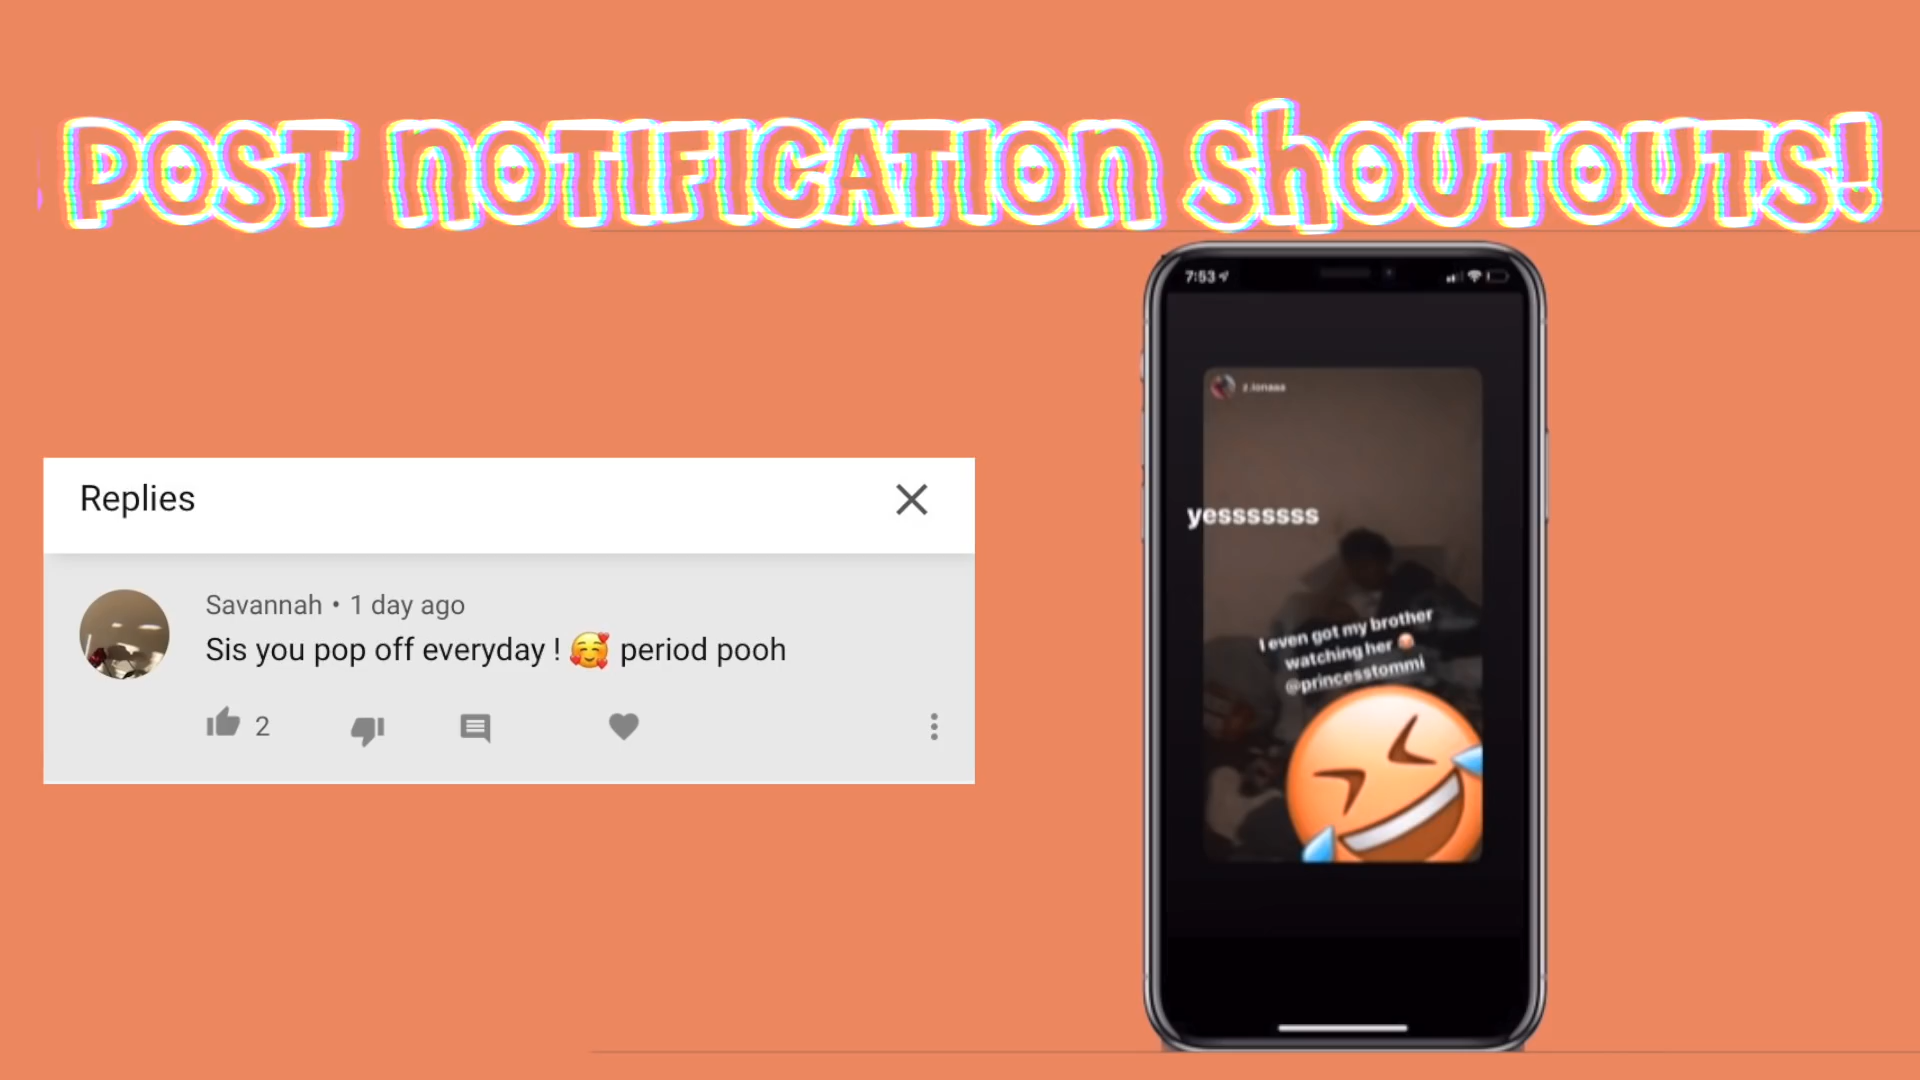 POST NOTIFICATION SHOUTOUTS!
Replies
Savannah • 1 day ago
Sis you pop off everyday ! 🥰 period pooh
2
7:53
z.ionaaa
yesssssss
I even got my brother
watching her
@princesstommi